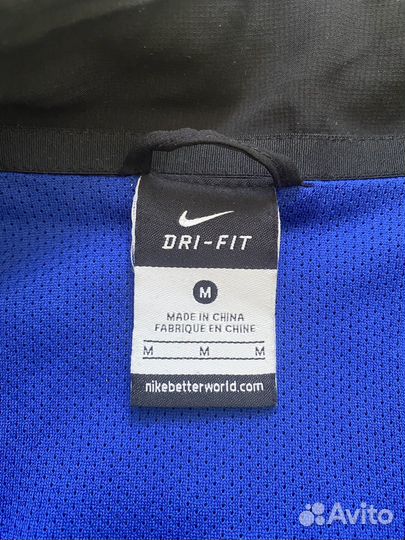 DRI-FIT
M
MADE IN CHINA
FABRIQUE EN CHINE
M M M
nikebetterworld.com
Avito